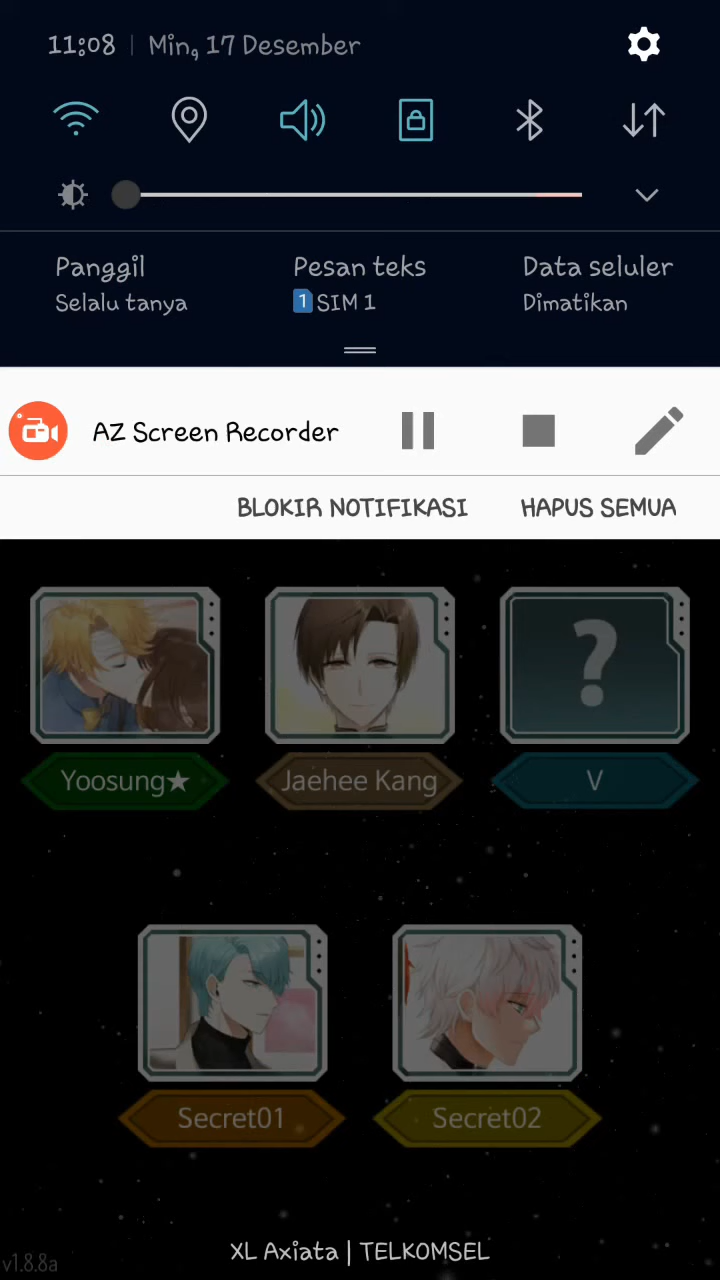 11:08 | Min, 17 Desember
Panggil Pesan teks Data seluler
Selalu tanya 1 SIM 1 Dimatikan
AZ Screen Recorder
BLOKIR NOTIFIKASI HAPUS SEMUA
?
Yoosung★ Jaehee Kang V
Secret01 Secret02
XL Axiata | TELKOMSEL
v1.8.8a